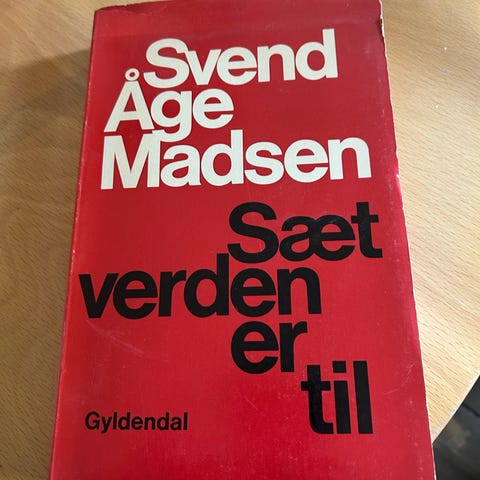 Svend
Åge
Madsen
Sæt
verden
er
til
Gyldendal